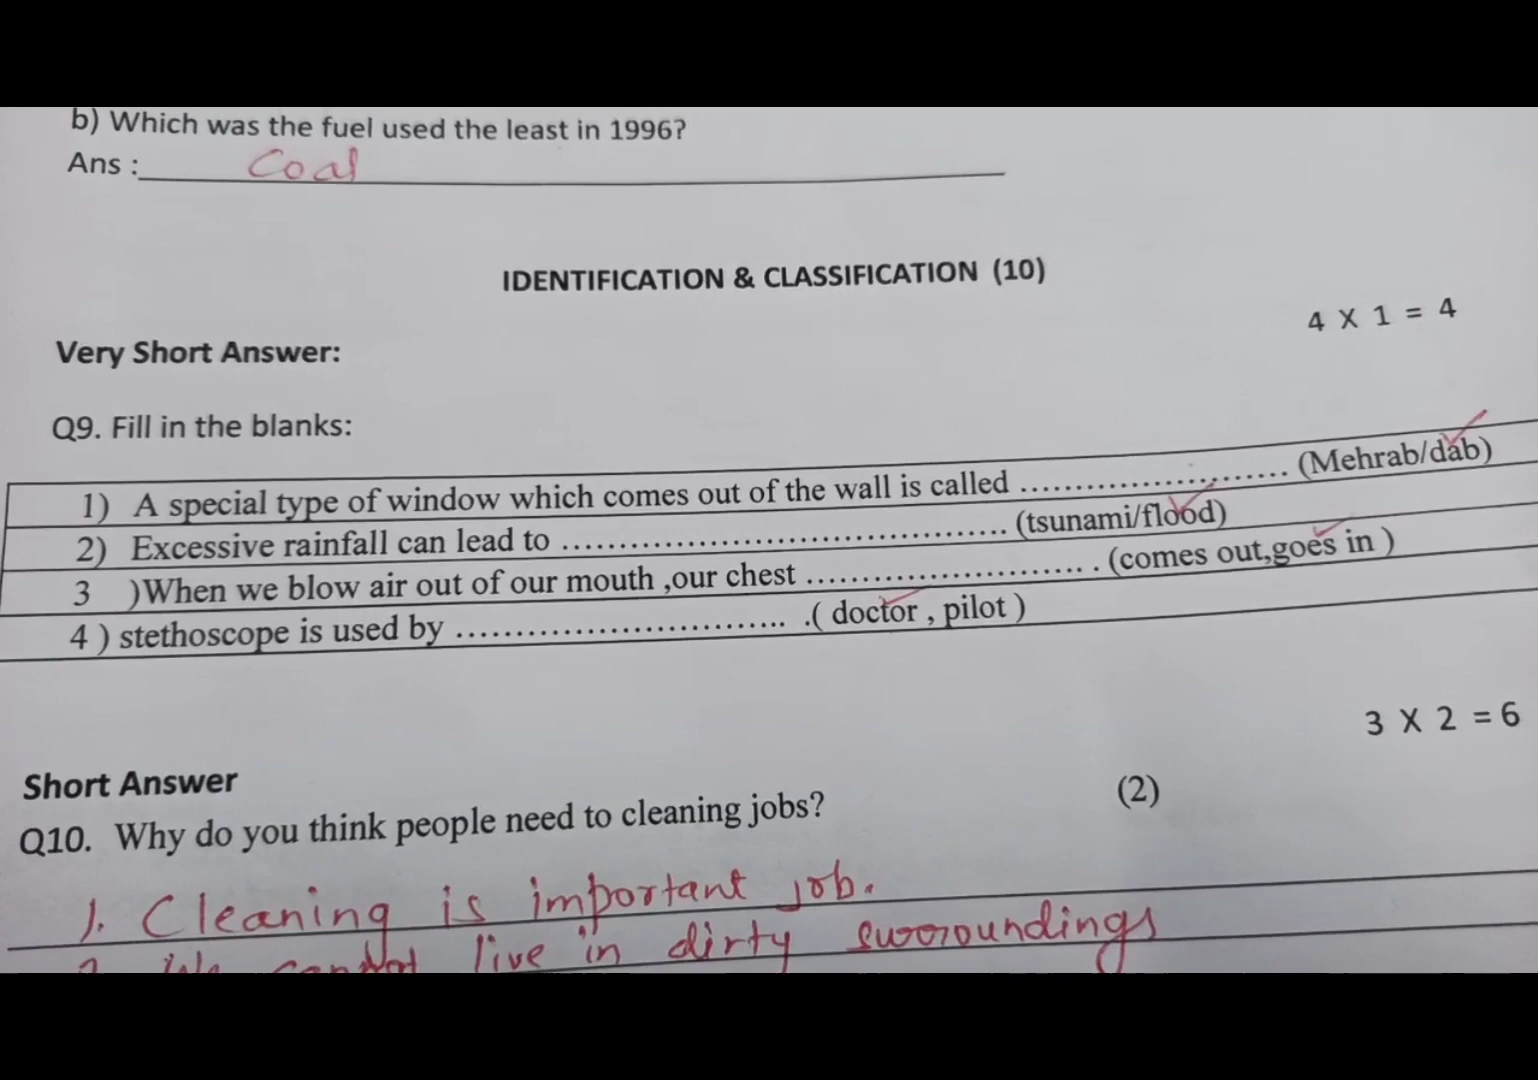 b) Which was the fuel used the least in 1996?
Ans : Coal
IDENTIFICATION & CLASSIFICATION (10)
4 X 1 = 4
Very Short Answer:
Q9. Fill in the blanks:
1) A special type of window which comes out of the wall is called .............................. (Mehrab/dab)
2) Excessive rainfall can lead to ................................................ (tsunami/flood)
3 )When we blow air out of our mouth ,our chest .............................. . (comes out,goes in )
4 ) stethoscope is used by ................................... .( doctor , pilot )
3 X 2 = 6
Short Answer
(2)
Q10. Why do you think people need to cleaning jobs?
1. Cleaning is important job.
2. We cannot live in dirty surroundings